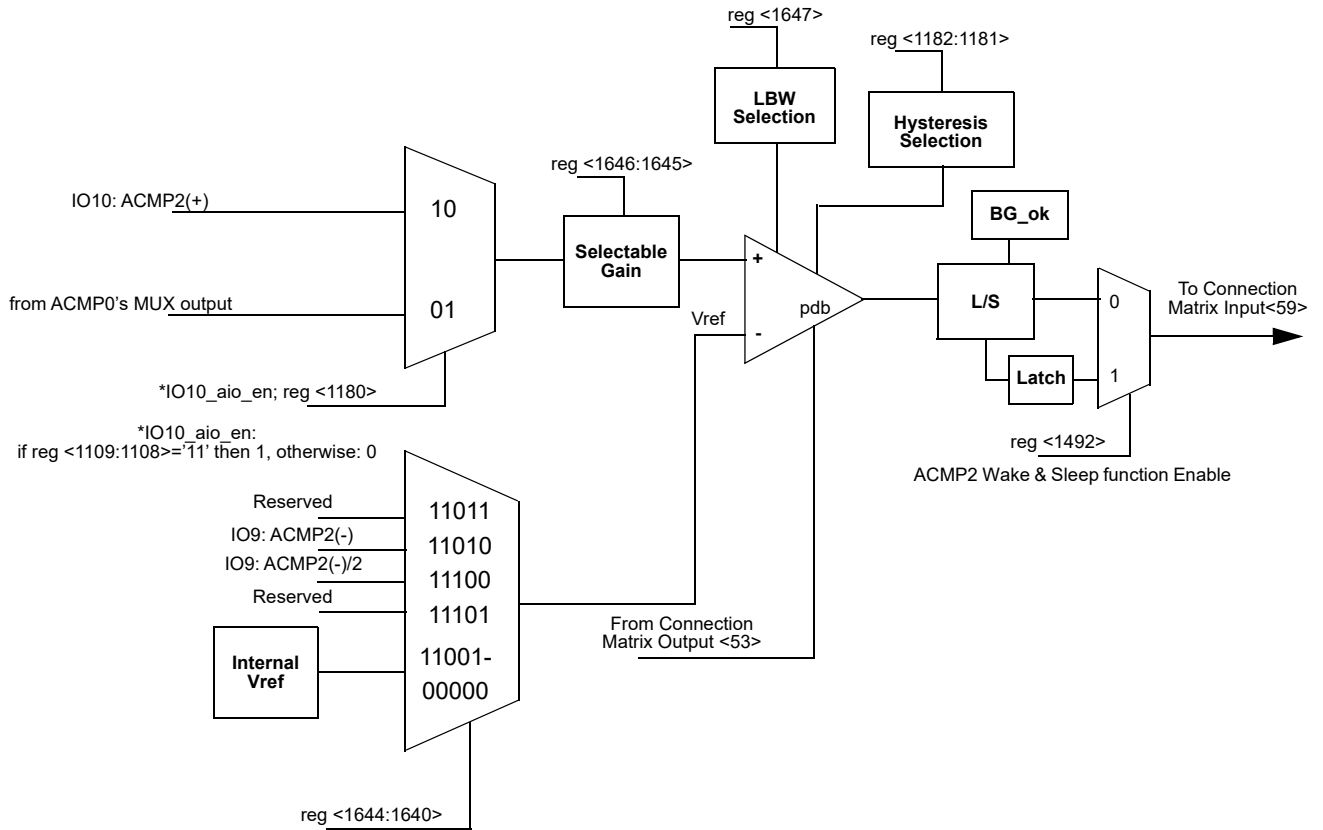 reg <1647>
reg <1182:1181>
LBW
Selection
Hysteresis
Selection
reg <1646:1645>
IO10: ACMP2(+)
10
Selectable
Gain
BG_ok
from ACMP0's MUX output
01
+
-
pdb
Vref
L/S
0
1
Latch
To Connection
Matrix Input<59>
*IO10_aio_en; reg <1180>
*IO10_aio_en:
if reg <1109:1108>='11' then 1, otherwise: 0
reg <1492>
ACMP2 Wake & Sleep function Enable
Reserved
11011
IO9: ACMP2(-)
11010
IO9: ACMP2(-)/2
11100
Reserved
11101
Internal
Vref
11001-
00000
From Connection
Matrix Output <53>
reg <1644:1640>